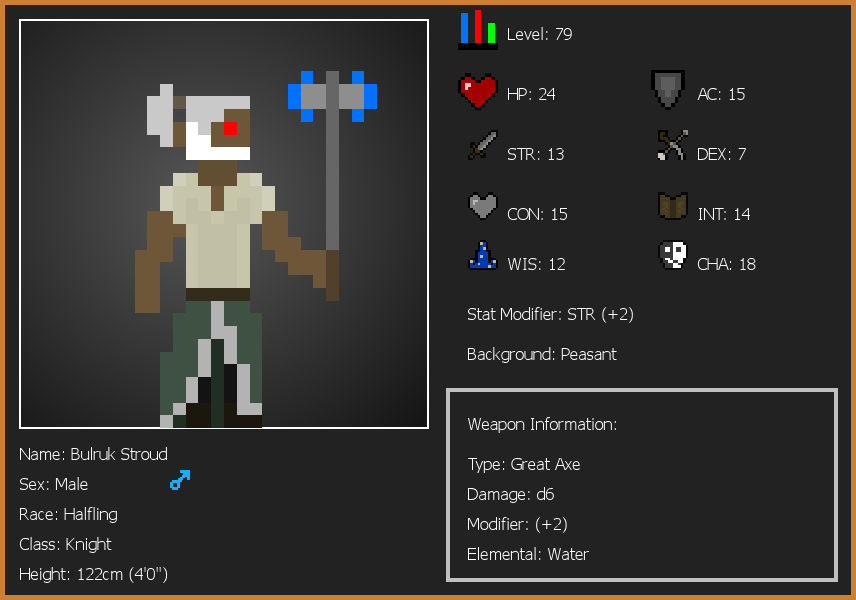 Level: 79
HP: 24
AC: 15
STR: 13
DEX: 7
CON: 15
INT: 14
WIS: 12
CHA: 18
Stat Modifier: STR (+2)
Background: Peasant
Weapon Information:
Type: Great Axe
Damage: d6
Modifier: (+2)
Elemental: Water
Name: Bulruk Stroud
Sex: Male
Race: Halfling
Class: Knight
Height: 122cm (4'0")